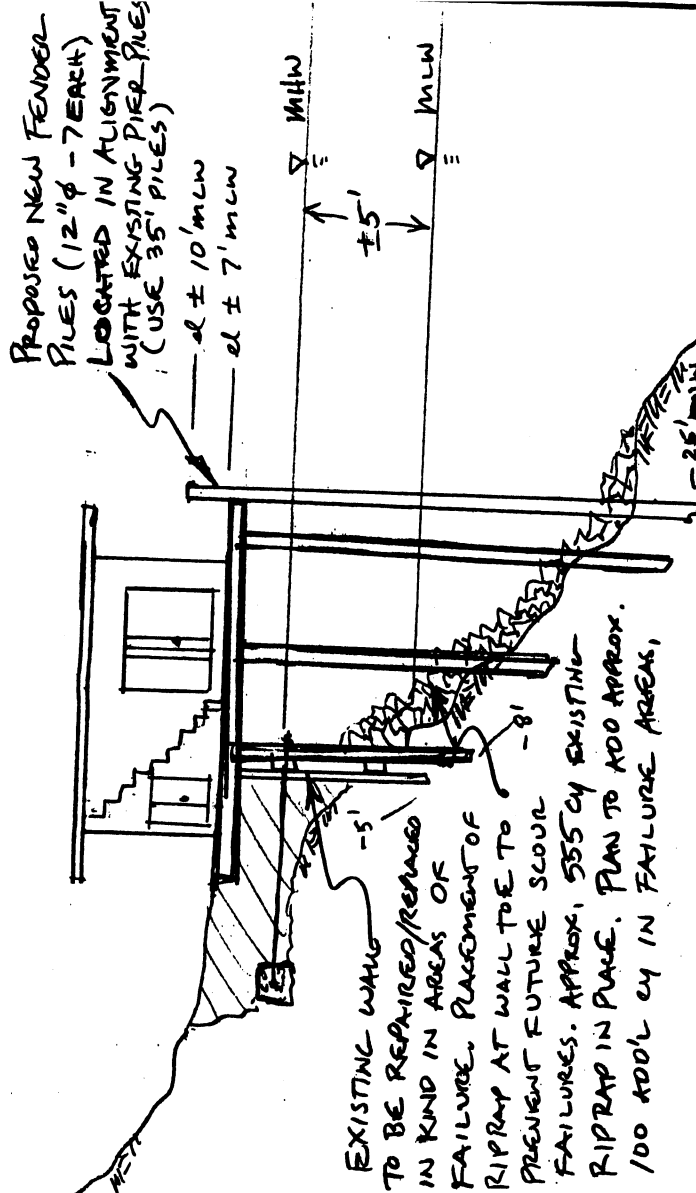 PROPOSED NEW FENDER
PILES (12"φ - 7 EACH)
LOCATED IN ALIGNMENT
WITH EXISTING PIER PILES
(USE 35' PILES)
el ± 10' mLW
el ± 7' mLW
MHW
MLW
±5'
-25' mLW
-8'
-5'
EXISTING WALL
TO BE REPAIRED/REPLACED
IN KIND IN AREAS OF
FAILURE. PLACEMENT OF
RIPRAP AT WALL TOE TO
PREVENT FUTURE SCOUR
FAILURES. APPROX. 555 CY EXISTING
RIPRAP IN PLACE. PLAN TO ADD APPROX.
100 ADD'L CY IN FAILURE AREAS,